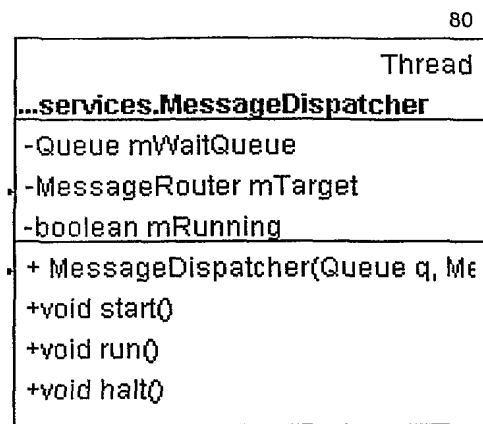 80
Thread
...services.MessageDispatcher
-Queue mWaitQueue
-MessageRouter mTarget
-boolean mRunning
+ MessageDispatcher(Queue q, Me
+void start()
+void run()
+void halt()